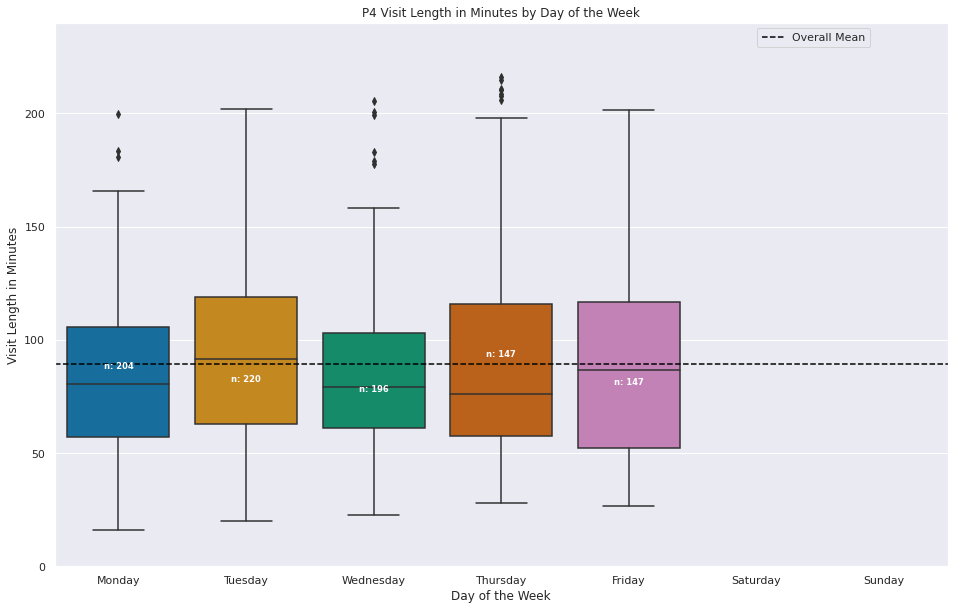 P4 Visit Length in Minutes by Day of the Week
Overall Mean
Visit Length in Minutes
200
150
100
50
0
n: 204
n: 220
n: 196
n: 147
n: 147
Monday Tuesday Wednesday Thursday Friday Saturday Sunday
Day of the Week